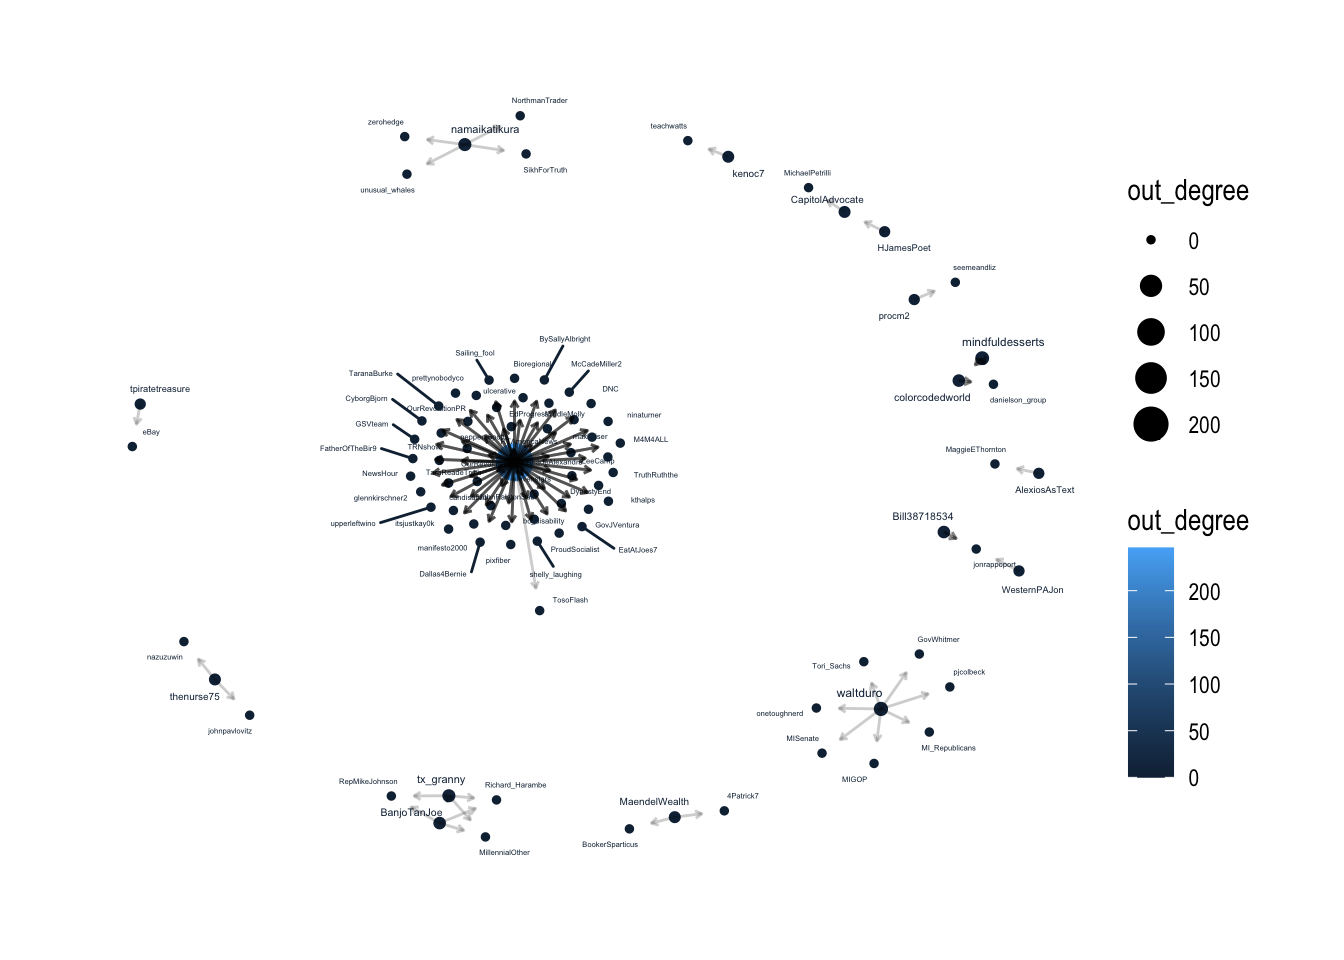 NorthmanTrader
zerohedge
namaikatikura
SikhForTruth
unusual_whales
teachwatts
kenoc7
MichaelPetrilli
CapitolAdvocate
HJamesPoet
seemeandliz
procm2
mindfuldesserts
colorcodedworld
danielson_group
MaggieEThornton
AlexiosAsText
Bill38718534
jonrappoport
WesternPAJon
tpiratetreasure
eBay
BySallyAlbright
Sailing_fool
Bioregional
McCadeMiller2
TaranaBurke
prettynobodyco
ulcerative
DNC
CyborgBjorn
OurRevolutionPR
EdProgress
MiddleMolly
ninaturner
GSVteam
M4M4ALL
FatherOfTheBir9
TRNshow
LeeCamp
NewsHour
TaraReade
TruthRuththe
glennkirschner2
DynastyEnd
kthalps
upperleftwino
itsjustkay0k
GovJVentura
manifesto2000
ProudSocialist
EatAtJoes7
pixfiber
Dallas4Bernie
shelly_laughing
TosoFlash
nazuzuwin
thenurse75
johnpavlovitz
GovWhitmer
Tori_Sachs
pjcolbeck
waltduro
onetoughnerd
MISenate
MI_Republicans
MIGOP
tx_granny
RepMikeJohnson
Richard_Harambe
BanjoTanJoe
MillennialOther
MaendelWealth
4Patrick7
BookerSparticus
out_degree
0
50
100
150
200
out_degree
200
150
100
50
0